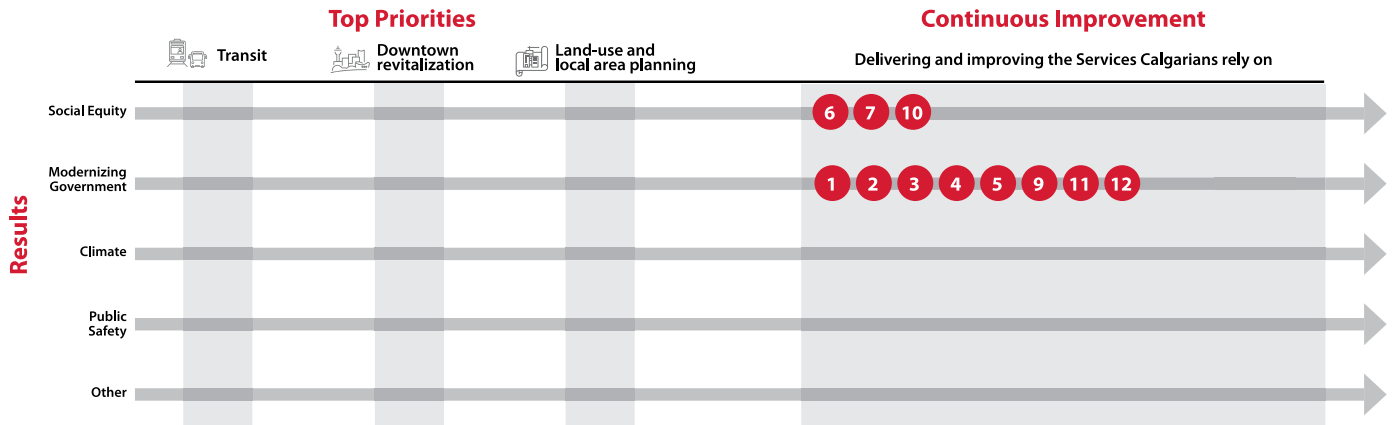 Top Priorities
Continuous Improvement
Transit
Downtown
revitalization
Land-use and
local area planning
Delivering and improving the Services Calgarians rely on
Results
Social Equity
6 7 10
Modernizing
Government
1 2 3 4 5 9 11 12
Climate
Public
Safety
Other